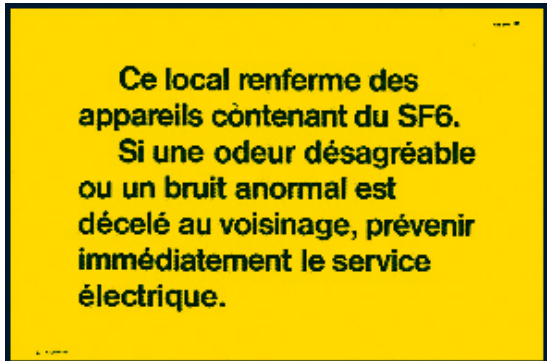 Ce local renferme des
appareils contenant du SF6.
Si une odeur désagréable
ou un bruit anormal est
décelé au voisinage, prévenir
immédiatement le service
électrique.